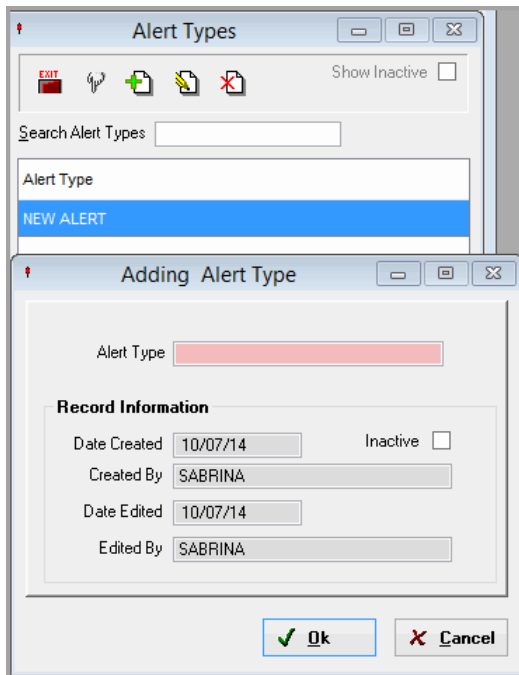 Alert Types
EXIT
Show Inactive
Search Alert Types
Alert Type
NEW ALERT
Adding Alert Type
Alert Type
Record Information
Date Created 10/07/14 Inactive
Created By SABRINA
Date Edited 10/07/14
Edited By SABRINA
Ok Cancel